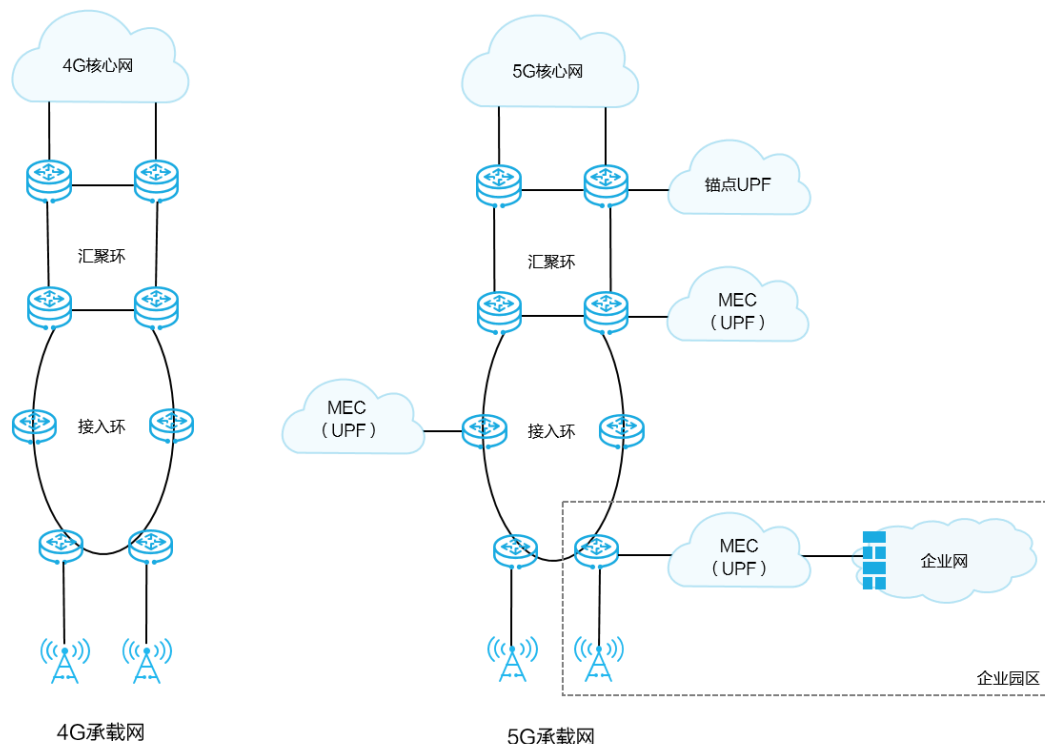 4G核心网
汇聚环
接入环
4G承载网
5G核心网
锚点UPF
汇聚环
MEC
（UPF）
MEC
（UPF）
接入环
MEC
（UPF）
企业网
企业园区
5G承载网